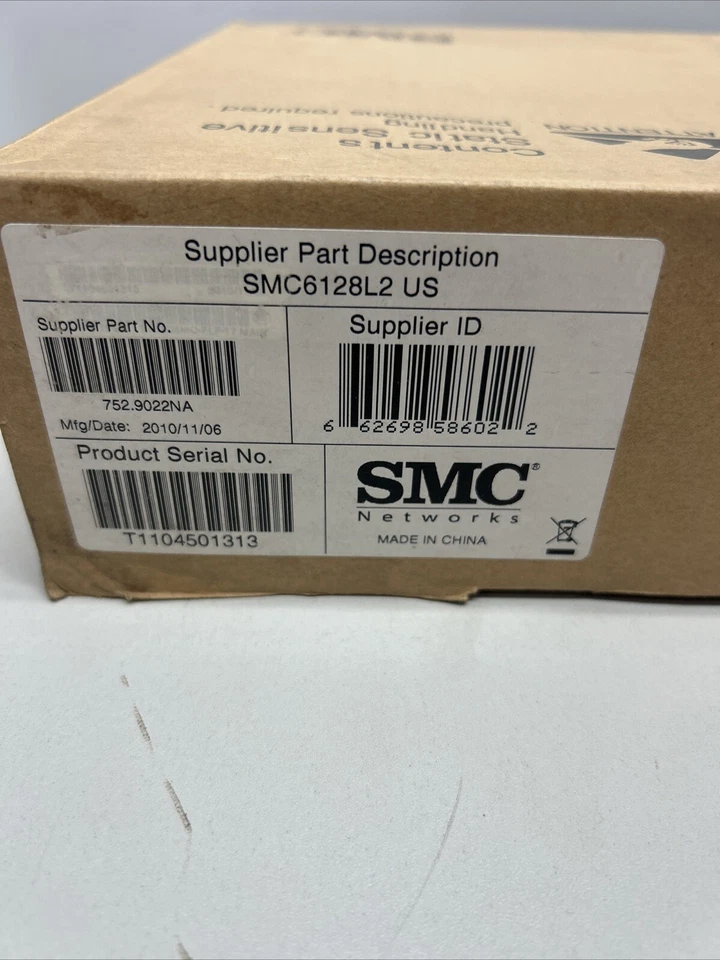 Contents
Static Sensitive
Handling
precautions required
ATTENTION
Supplier Part Description
SMC6128L2 US
Supplier Part No.
752.9022NA
Mfg/Date: 2010/11/06
Supplier ID
6 62698 58602 2
Product Serial No.
T1104501313
SMC®
Networks
MADE IN CHINA